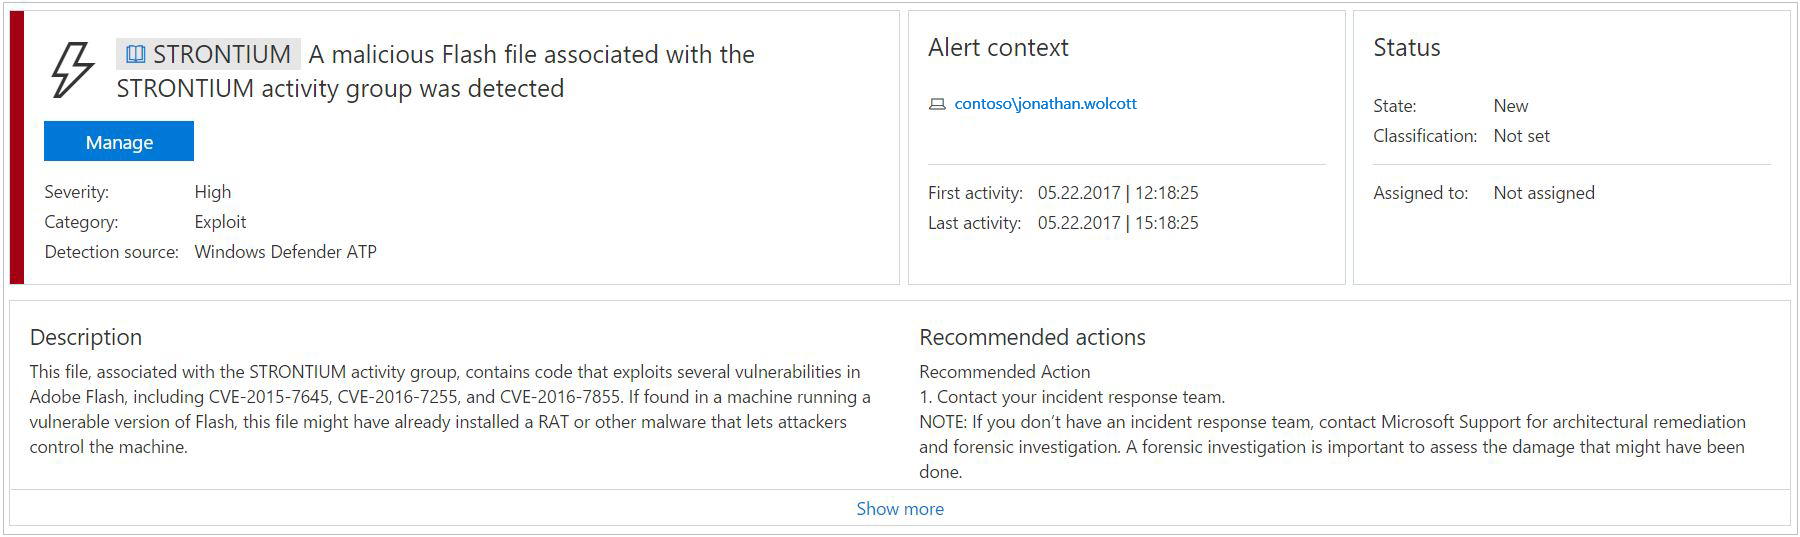 STRONTIUM A malicious Flash file associated with the
STRONTIUM activity group was detected
Manage
Severity: High
Category: Exploit
Detection source: Windows Defender ATP
Alert context
contoso\jonathan.wolcott
First activity: 05.22.2017 | 12:18:25
Last activity: 05.22.2017 | 15:18:25
Status
State: New
Classification: Not set
Assigned to: Not assigned
Description
This file, associated with the STRONTIUM activity group, contains code that exploits several vulnerabilities in
Adobe Flash, including CVE-2015-7645, CVE-2016-7255, and CVE-2016-7855. If found in a machine running a
vulnerable version of Flash, this file might have already installed a RAT or other malware that lets attackers
control the machine.
Recommended actions
Recommended Action
1. Contact your incident response team.
NOTE: If you don’t have an incident response team, contact Microsoft Support for architectural remediation
and forensic investigation. A forensic investigation is important to assess the damage that might have been
done.
Show more